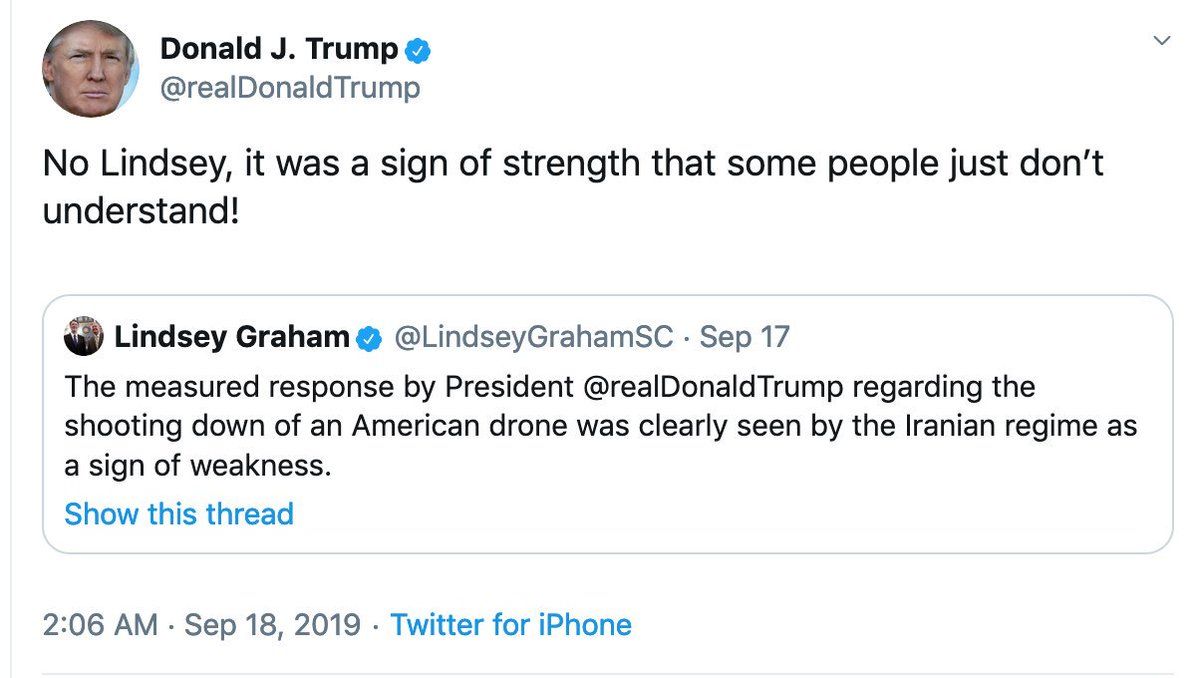 Donald J. Trump
@realDonaldTrump
No Lindsey, it was a sign of strength that some people just don’t
understand!
Lindsey Graham @LindseyGrahamSC · Sep 17
The measured response by President @realDonaldTrump regarding the
shooting down of an American drone was clearly seen by the Iranian regime as
a sign of weakness.
Show this thread
2:06 AM · Sep 18, 2019 · Twitter for iPhone